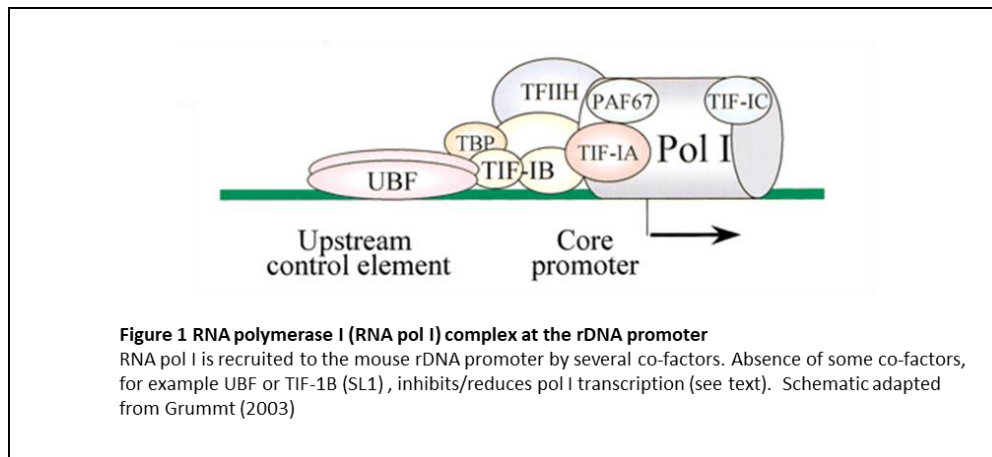 TFIIH
PAF67
TIF-IC
TBP
TIF-IA
Pol I
TIF-IB
UBF
Upstream
control element
Core
promoter
Figure 1 RNA polymerase I (RNA pol I) complex at the rDNA promoter
RNA pol I is recruited to the mouse rDNA promoter by several co-factors. Absence of some co-factors,
for example UBF or TIF-1B (SL1) , inhibits/reduces pol I transcription (see text).  Schematic adapted
from Grummt (2003)